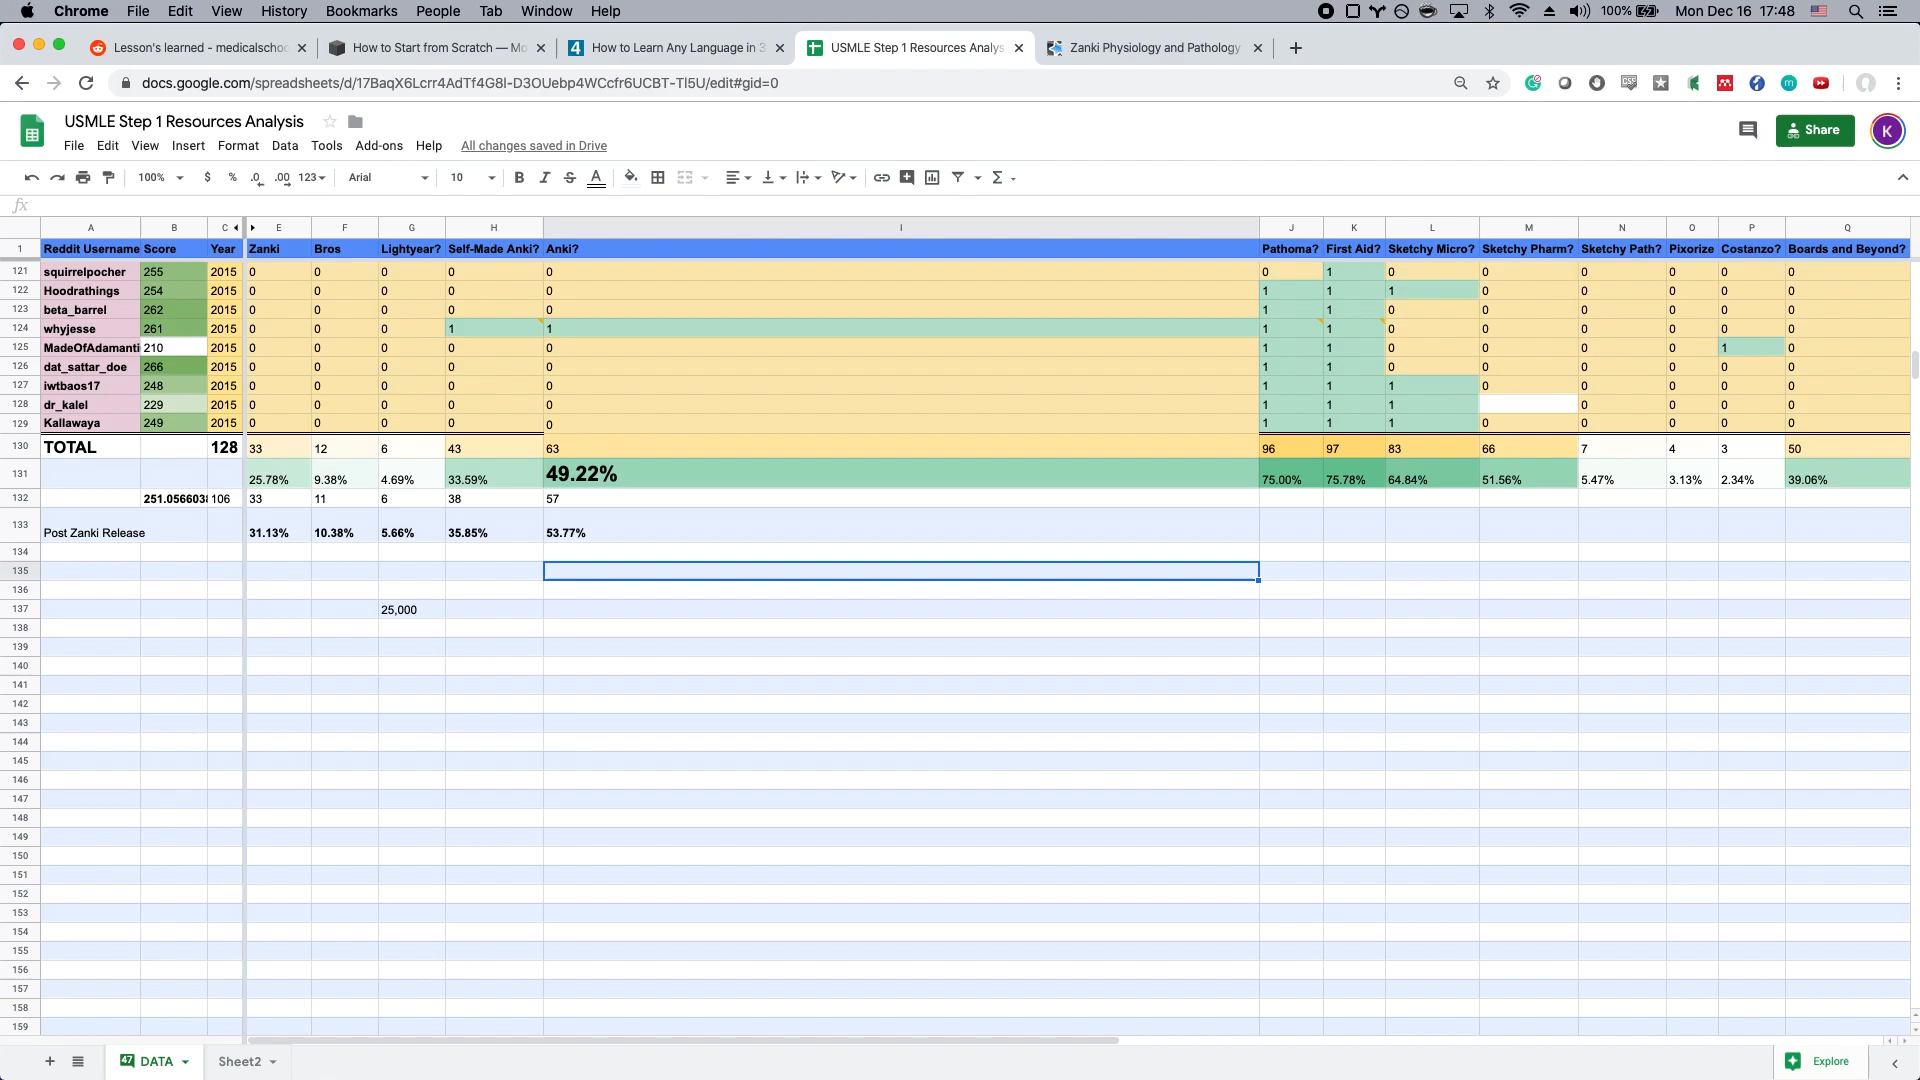 Chrome File Edit View History Bookmarks People Tab Window Help 100% Mon Dec 16 17:48
Lesson's learned - medicalscho How to Start from Scratch — Mo How to Learn Any Language in 3 USMLE Step 1 Resources Analys Zanki Physiology and Pathology
docs.google.com/spreadsheets/d/17BaqX6Lcrr4AdTf4G8l-D3OUebp4WCcfr6UCBT-Tl5U/edit#gid=0
USMLE Step 1 Resources Analysis
Share K
File Edit View Insert Format Data Tools Add-ons Help All changes saved in Drive
100% $ % .0 .00 123 Arial 10 B I S A
fx
A B C E F G H I J K L M N O P Q
1 Reddit Username Score Year Zanki Bros Lightyear? Self-Made Anki? Anki? Pathoma? First Aid? Sketchy Micro? Sketchy Pharm? Sketchy Path? Pixorize Costanzo? Boards and Beyond?
121 squirrelpocher 255 2015 0 0 0 0 0 0 1 0 0 0 0 0 0
122 Hoodrathings 254 2015 0 0 0 0 0 1 1 1 0 0 0 0 0
123 beta_barrel 262 2015 0 0 0 0 0 1 1 0 0 0 0 0 0
124 whyjesse 261 2015 0 0 0 1 1 1 1 0 0 0 0 0 0
125 MadeOfAdamanti 210 2015 0 0 0 0 0 1 1 0 0 0 0 1 0
126 dat_sattar_doe 266 2015 0 0 0 0 0 1 1 0 0 0 0 0 0
127 iwtbaos17 248 2015 0 0 0 0 0 1 1 1 0 0 0 0 0
128 dr_kalel 229 2015 0 0 0 0 0 1 1 1 0 0 0 0
129 Kallawaya 249 2015 0 0 0 0 0 1 1 1 0 0 0 0 0
130 TOTAL 128 33 12 6 43 63 96 97 83 66 7 4 3 50
131 25.78% 9.38% 4.69% 33.59% 49.22% 75.00% 75.78% 64.84% 51.56% 5.47% 3.13% 2.34% 39.06%
132 251.0566038 106 33 11 6 38 57
133 Post Zanki Release 31.13% 10.38% 5.66% 35.85% 53.77%
134
135
136
137 25,000
138
139
140
141
142
143
144
145
146
147
148
149
150
151
152
153
154
155
156
157
158
159
47 DATA Sheet2 Explore